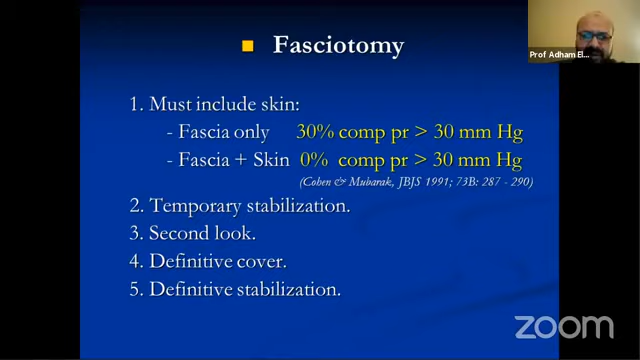 Prof Adham El...
Fasciotomy
1. Must include skin:
- Fascia only 30% comp pr > 30 mm Hg
- Fascia + Skin 0% comp pr > 30 mm Hg
(Cohen & Mubarak, JBJS 1991; 73B: 287 - 290)
2. Temporary stabilization.
3. Second look.
4. Definitive cover.
5. Definitive stabilization.
zoom